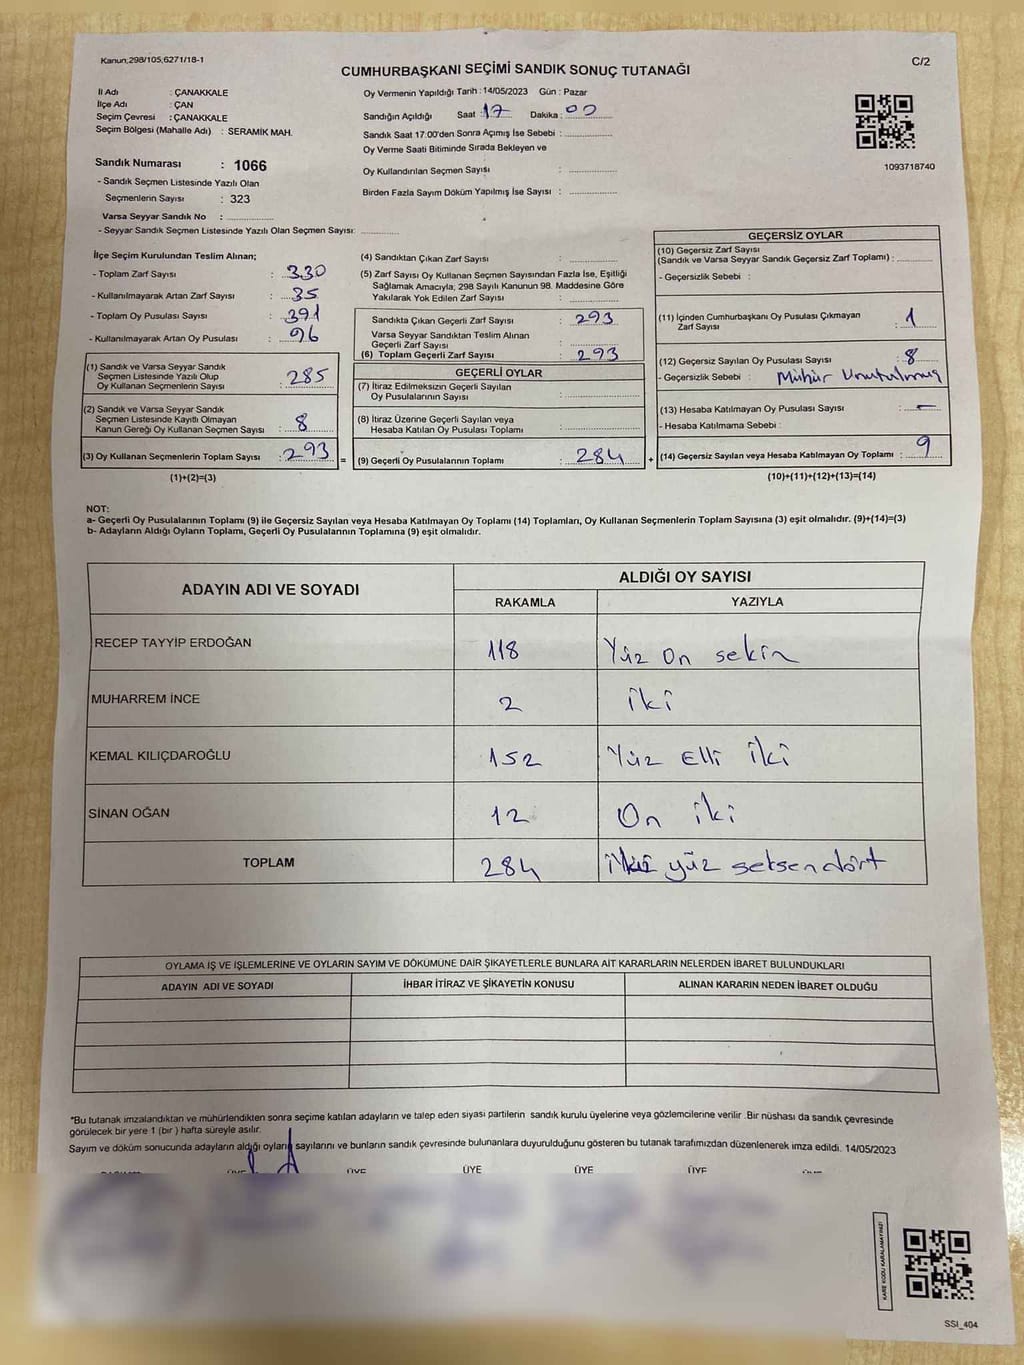 Kanun,298/105,6271/18-1
C/2
CUMHURBAŞKANI SEÇİMİ SANDIK SONUÇ TUTANAĞI
İl Adı : ÇANAKKALE
İlçe Adı : ÇAN
Seçim Çevresi : ÇANAKKALE
Seçim Bölgesi (Mahalle Adı) : SERAMİK MAH.
Sandık Numarası : 1066
- Sandık Seçmen Listesinde Yazılı Olan
Seçmenlerin Sayısı : 323
Varsa Seyyar Sandık No : ..............
- Seyyar Sandık Seçmen Listesinde Yazılı Olan Seçmen Sayısı: ............
Oy Vermenin Yapıldığı Tarih : 14/05/2023 Gün : Pazar
Sandığın Açıldığı Saat : 17 Dakika : 00
Sandık Saat 17.00'den Sonra Açımış İse Sebebi : ..............
Oy Verme Saati Bitiminde Sırada Bekleyen ve
Oy Kullandırılan Seçmen Sayısı : ..............
Birden Fazla Sayım Döküm Yapılmış İse Sayısı : ..............
1093718740
İlçe Seçim Kurulundan Teslim Alınan;
- Toplam Zarf Sayısı : 330
- Kullanılmayarak Artan Zarf Sayısı : 35
- Toplam Oy Pusulası Sayısı : 391
- Kullanılmayarak Artan Oy Pusulası : 96
(1) Sandık ve Varsa Seyyar Sandık
Seçmen Listesinde Yazılı Olup
Oy Kullanan Seçmenlerin Sayısı : 285
(2) Sandık ve Varsa Seyyar Sandık
Seçmen Listesinde Kayıtlı Olmayan
Kanun Gereği Oy Kullanan Seçmen Sayısı : 8
(3) Oy Kullanan Seçmenlerin Toplam Sayısı : 293 =
(1)+(2)=(3)
(4) Sandıktan Çıkan Zarf Sayısı : ..............
(5) Zarf Sayısı Oy Kullanan Seçmen Sayısından Fazla İse, Eşitliği
Sağlamak Amacıyla, 298 Sayılı Kanunun 98. Maddesine Göre
Yakılarak Yok Edilen Zarf Sayısı : ..............
Sandıkta Çıkan Geçerli Zarf Sayısı : 293
Varsa Seyyar Sandıktan Teslim Alınan
Geçerli Zarf Sayısı : ..............
(6) Toplam Geçerli Zarf Sayısı : 293
GEÇERLİ OYLAR
(7) İtiraz Edilmeksizin Geçerli Sayılan
Oy Pusulalarının Sayısı : ..............
(8) İtiraz Üzerine Geçerli Sayılan veya
Hesaba Katılan Oy Pusulası Toplamı : ..............
(9) Geçerli Oy Pusulalarının Toplamı : 284 +
GEÇERSİZ OYLAR
(10) Geçersiz Zarf Sayısı
(Sandık ve Varsa Seyyar Sandık Geçersiz Zarf Toplamı) : ............
- Geçersizlik Sebebi :
(11) İçinden Cumhurbaşkanı Oy Pusulası Çıkmayan
Zarf Sayısı : 1
(12) Geçersiz Sayılan Oy Pusulası Sayısı : 8
- Geçersizlik Sebebi : Mühür Unutulmuş
(13) Hesaba Katılmayan Oy Pusulası Sayısı : –
- Hesaba Katılmama Sebebi :
(14) Geçersiz Sayılan veya Hesaba Katılmayan Oy Toplamı : 9
(10)+(11)+(12)+(13)=(14)
NOT:
a- Geçerli Oy Pusulalarının Toplamı (9) ile Geçersiz Sayılan veya Hesaba Katılmayan Oy Toplamı (14) Toplamları, Oy Kullanan Seçmenlerin Toplam Sayısına (3) eşit olmalıdır. (9)+(14)=(3)
b- Adayların Aldığı Oyların Toplamı, Geçerli Oy Pusulalarının Toplamına (9) eşit olmalıdır.
ADAYIN ADI VE SOYADI ALDIĞI OY SAYISI
RAKAMLA YAZIYLA
RECEP TAYYİP ERDOĞAN 118 Yüz On sekin
MUHARREM İNCE 2 iki
KEMAL KILIÇDAROĞLU 152 Yüz Elli iki
SİNAN OĞAN 12 On iki
TOPLAM 284 iki yüz seksendört
OYLAMA İŞ VE İŞLEMLERİNE VE OYLARIN SAYIM VE DÖKÜMÜNE DAİR ŞİKAYETLERLE BUNLARA AİT KARARLARIN NELERDEN İBARET BULUNDUKLARI
ADAYIN ADI VE SOYADI İHBAR İTİRAZ VE ŞİKAYETİN KONUSU ALINAN KARARIN NEDEN İBARET OLDUĞU
*Bu tutanak imzalandıktan ve mühürlendikten sonra seçime katılan adayların ve talep eden siyasi partilerin sandık kurulu üyelerine veya gözlemcilerine verilir .Bir nüshası da sandık çevresinde
görülecek bir yere 1 (bir ) hafta süreyle asılır.
Sayım ve döküm sonucunda adayların aldığı oyların sayılarını ve bunların sandık çevresinde bulunanlara duyurulduğunu gösteren bu tutanak tarafımızdan düzenlenerek imza edildi. 14/05/2023
ÜYE ÜYE ÜYE ÜYE
KARE KODU KARALAMAYINIZ!
SSI_404